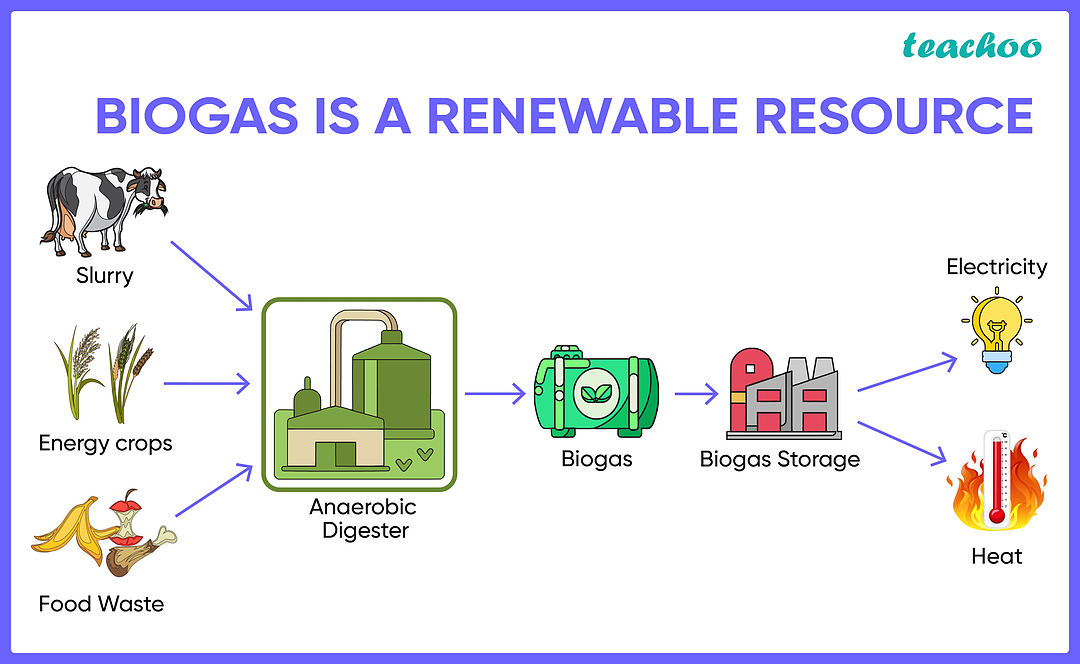 teachoo
BIOGAS IS A RENEWABLE RESOURCE
Slurry
Energy crops
Food Waste
Anaerobic
Digester
Biogas
Biogas Storage
Electricity
°C
Heat